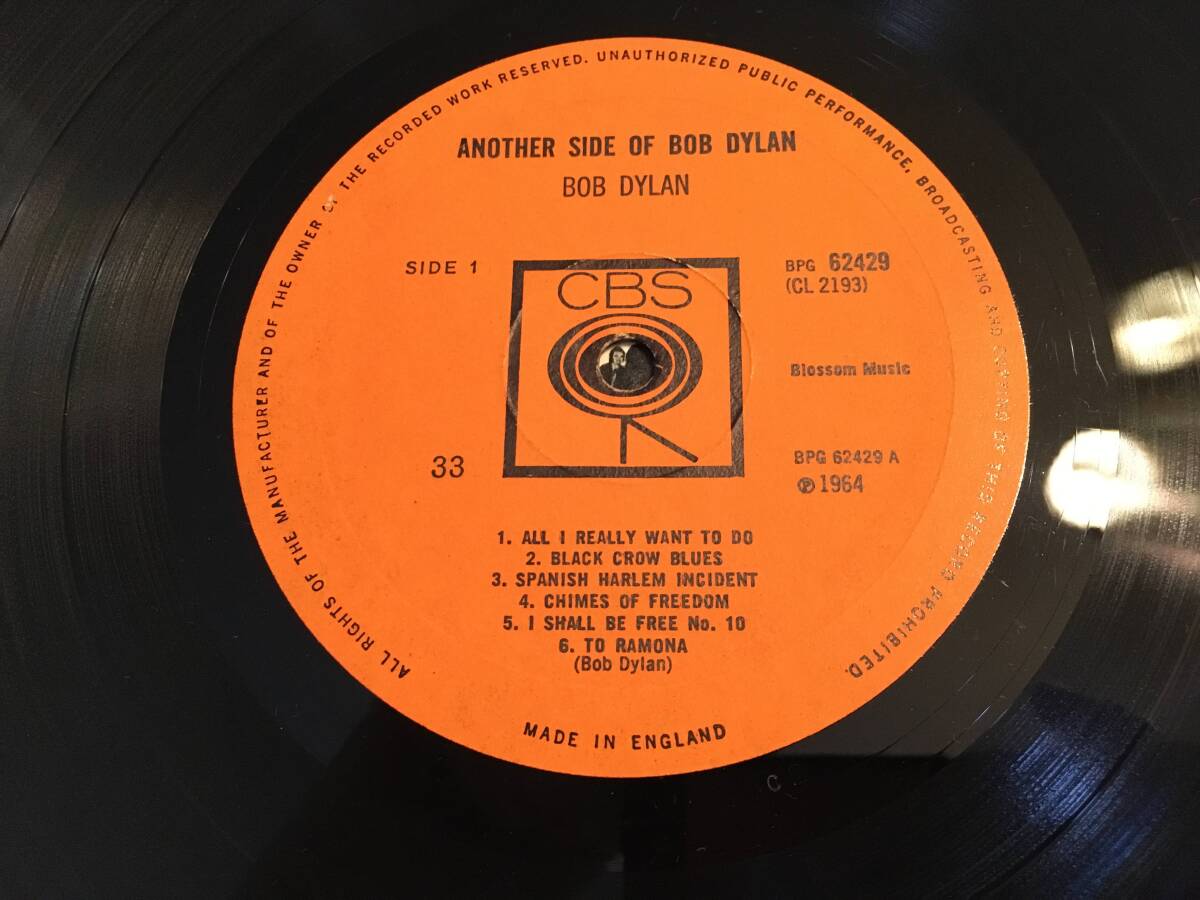 ALL RIGHTS OF THE MANUFACTURER AND OF THE OWNER OF THE RECORDED WORK RESERVED. UNAUTHORIZED PUBLIC PERFORMANCE, BROADCASTING AND COPYING OF THIS RECORD PROHIBITED.
ANOTHER SIDE OF BOB DYLAN
BOB DYLAN
SIDE 1
CBS
BPG 62429
(CL 2193)
Blossom Music
33
BPG 62429 A
℗ 1964
1. ALL I REALLY WANT TO DO
2. BLACK CROW BLUES
3. SPANISH HARLEM INCIDENT
4. CHIMES OF FREEDOM
5. I SHALL BE FREE No. 10
6. TO RAMONA
(Bob Dylan)
MADE IN ENGLAND
C